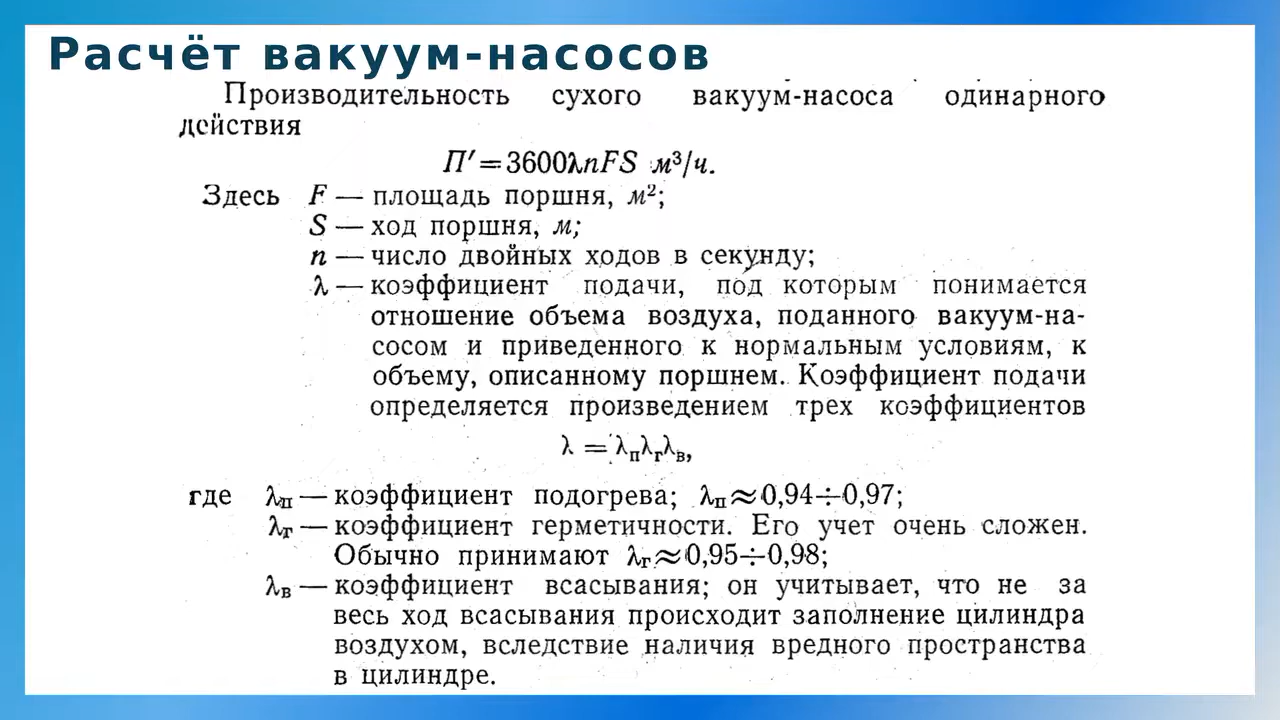 Расчёт вакуум-насосов
Производительность сухого вакуум-насоса одинарного
действия
П′ = 3600λnFS м³/ч.
Здесь F — площадь поршня, м²;
S — ход поршня, м;
n — число двойных ходов в секунду;
λ — коэффициент подачи, под которым понимается
отношение объема воздуха, поданного вакуум-на-
сосом и приведенного к нормальным условиям, к
объему, описанному поршнем. Коэффициент подачи
определяется произведением трех коэффициентов
λ = λпλгλв,
где λп — коэффициент подогрева; λп≈0,94÷0,97;
λг — коэффициент герметичности. Его учет очень сложен.
Обычно принимают λг≈0,95÷0,98;
λв — коэффициент всасывания; он учитывает, что не за
весь ход всасывания происходит заполнение цилиндра
воздухом, вследствие наличия вредного пространства
в цилиндре.